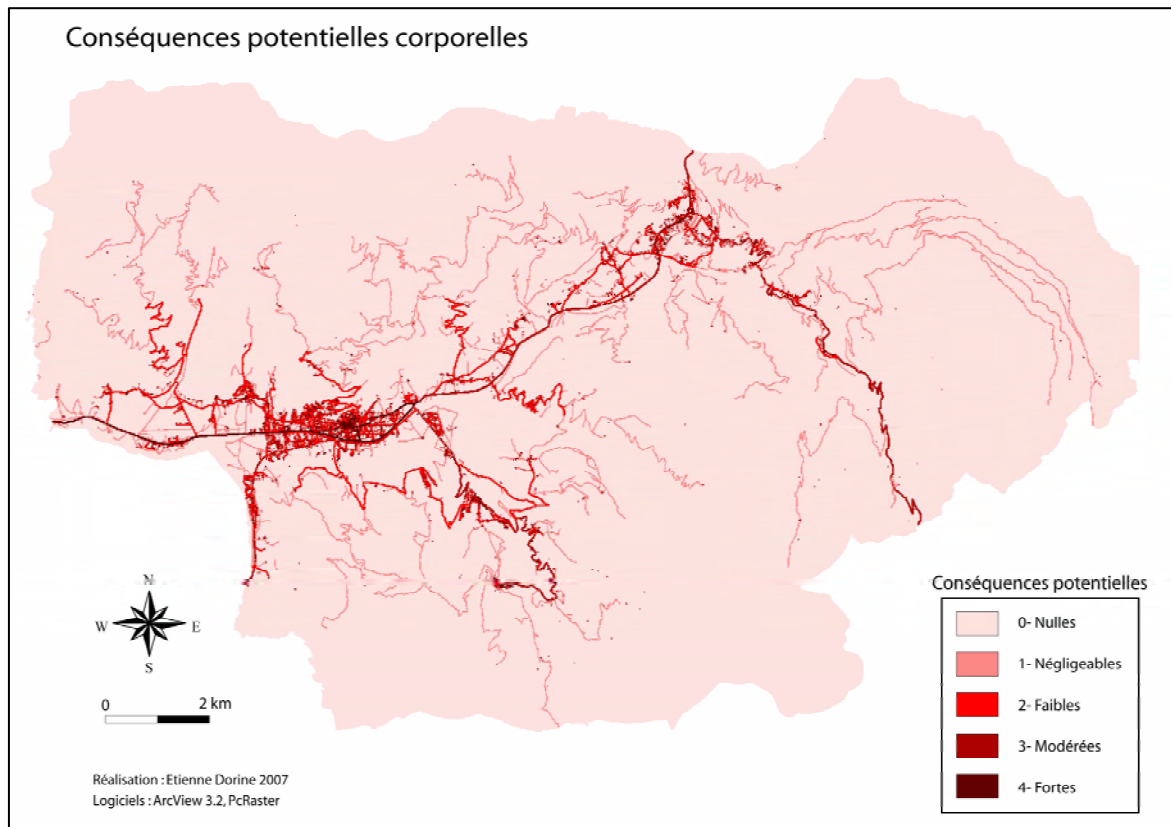 Conséquences potentielles corporelles
N
W E
S
0 2 km
Réalisation : Etienne Dorine 2007
Logiciels : ArcView 3.2, PcRaster
Conséquences potentielles
0- Nulles
1- Négligeables
2- Faibles
3- Modérées
4- Fortes